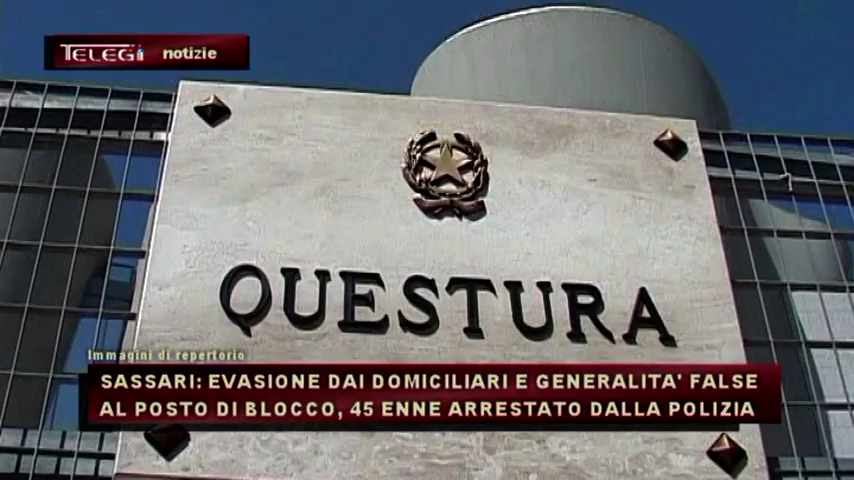 TELEGI notizie
QUESTURA
Immagini di repertorio
SASSARI: EVASIONE DAI DOMICILIARI E GENERALITA' FALSE
AL POSTO DI BLOCCO, 45 ENNE ARRESTATO DALLA POLIZIA